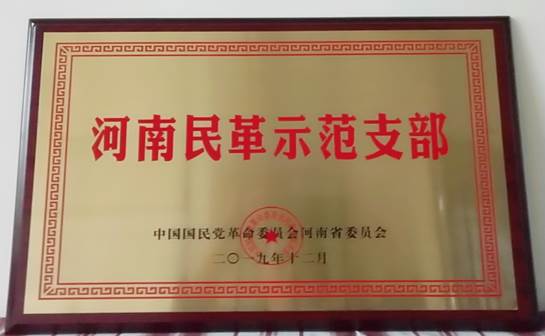 河南民革示范支部
中国国民党革命委员会河南省委员会
二〇一九年十二月